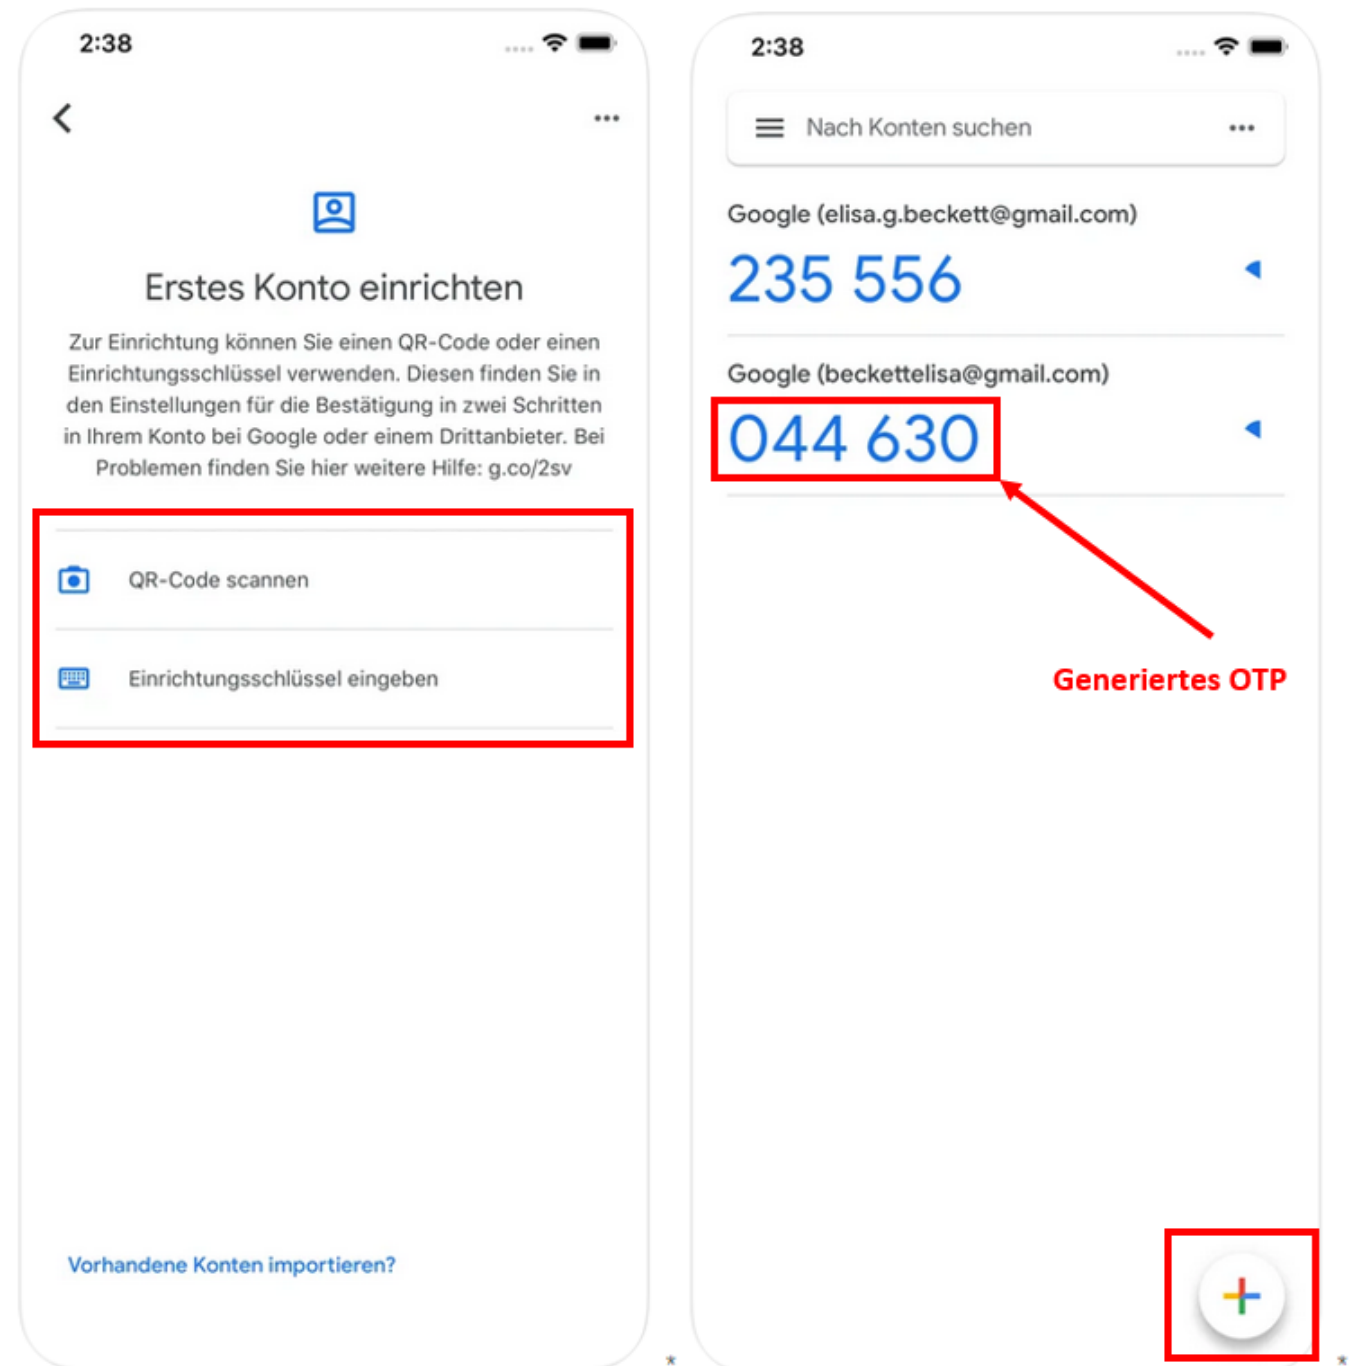 2:38
Erstes Konto einrichten
Zur Einrichtung können Sie einen QR-Code oder einen
Einrichtungsschlüssel verwenden. Diesen finden Sie in
den Einstellungen für die Bestätigung in zwei Schritten
in Ihrem Konto bei Google oder einem Drittanbieter. Bei
Problemen finden Sie hier weitere Hilfe: g.co/2sv
QR-Code scannen
Einrichtungsschlüssel eingeben
Vorhandene Konten importieren?
*
2:38
Nach Konten suchen
Google (elisa.g.beckett@gmail.com)
235 556
Google (beckettelisa@gmail.com)
044 630
Generiertes OTP
*